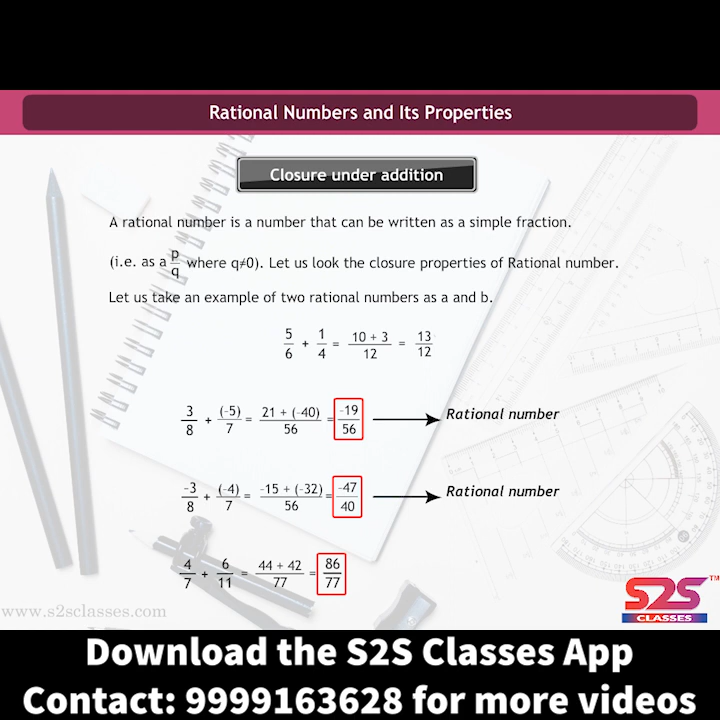 Rational Numbers and Its Properties
Closure under addition
A rational number is a number that can be written as a simple fraction.
(i.e. as a p/q where q≠0). Let us look the closure properties of Rational number.
Let us take an example of two rational numbers as a and b.
5/6 + 1/4 = 10 + 3/12 = 13/12
3/8 + (-5)/7 = 21 + (-40)/56 = -19/56 Rational number
-3/8 + (-4)/7 = -15 + (-32)/56 = -47/40 Rational number
4/7 + 6/11 = 44 + 42/77 = 86/77
S2S TM
CLASSES
www.s2sclasses.com
Download the S2S Classes App
Contact: 9999163628 for more videos